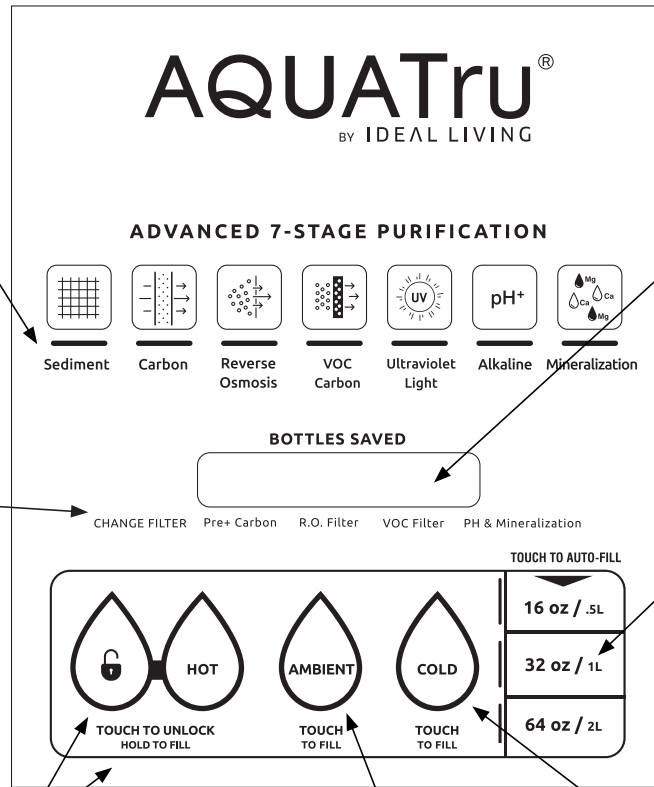 AQUATru®
BY IDEAL LIVING
ADVANCED 7-STAGE PURIFICATION
UV pH+ Mg Ca Ca Mg
Sediment Carbon Reverse Osmosis VOC Carbon Ultraviolet Light Alkaline Mineralization
BOTTLES SAVED
CHANGE FILTER Pre+ Carbon R.O. Filter VOC Filter PH & Mineralization
TOUCH TO AUTO-FILL
16 oz / .5L
HOT AMBIENT COLD 32 oz / 1L
64 oz / 2L
TOUCH TO UNLOCK TOUCH TOUCH
HOLD TO FILL TO FILL TO FILL